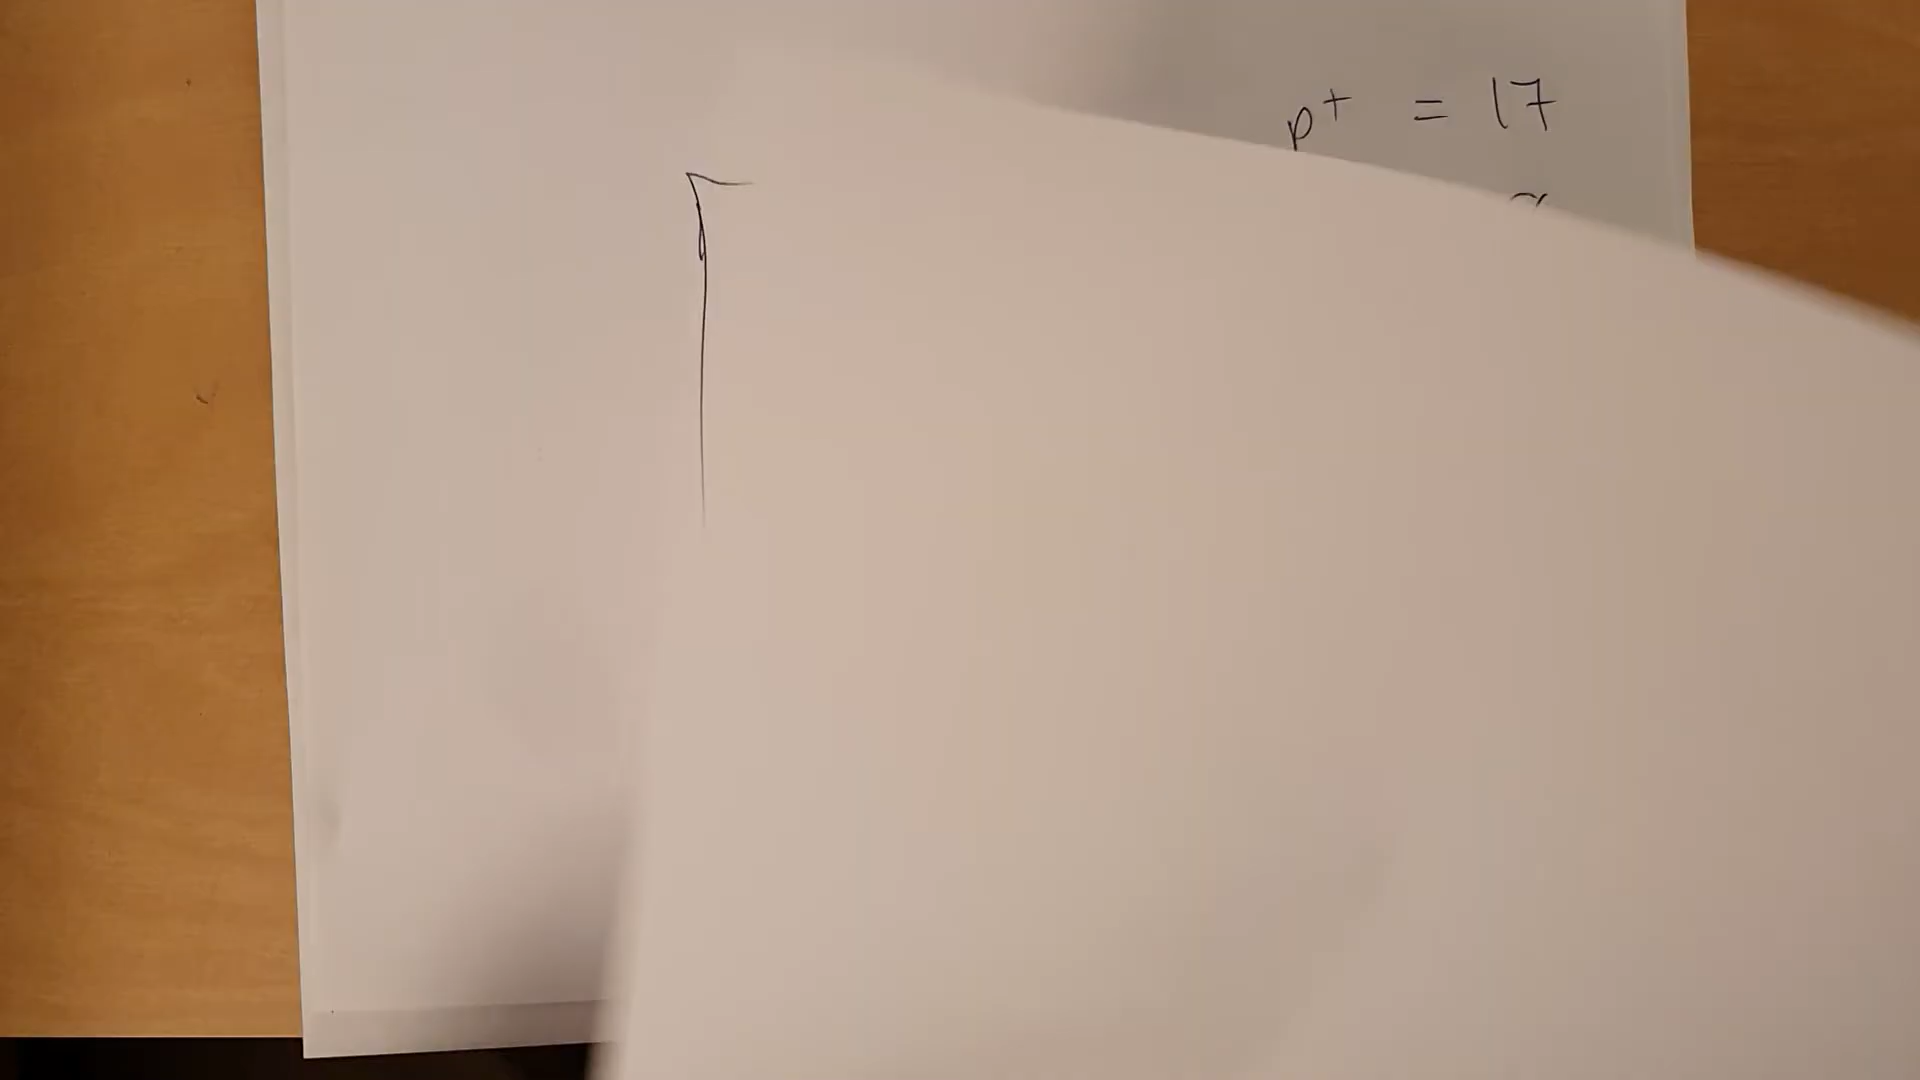 p+ = 17